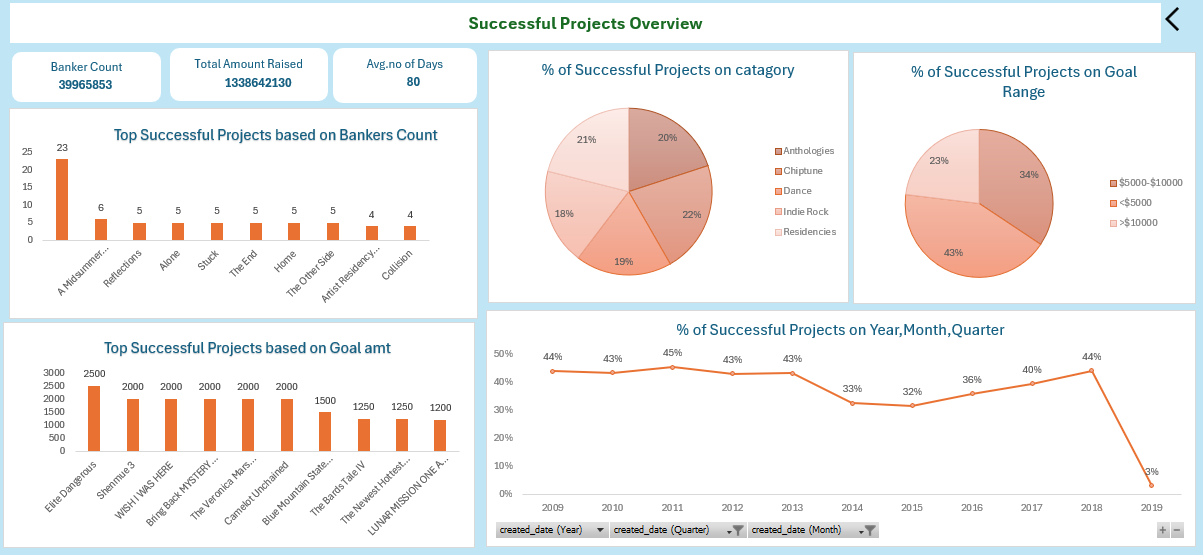 Successful Projects Overview
Banker Count
39965853
Total Amount Raised
1338642130
Avg.no of Days
80
Top Successful Projects based on Bankers Count
25
20
15
10
5
0
23
6
5
5
5
5
5
5
4
4
A Midsummer...
Reflections
Alone
Stuck
The End
Home
The Other Side
Artist Residency...
Collision
% of Successful Projects on catagory
20%
22%
19%
18%
21%
Anthologies
Chiptune
Dance
Indie Rock
Residencies
% of Successful Projects on Goal
Range
34%
43%
23%
$5000-$10000
<$5000
>$10000
Top Successful Projects based on Goal amt
3000
2500
2000
1500
1000
500
0
2500
2000
2000
2000
2000
2000
1500
1250
1250
1200
Elite Dangerous
Shenmue 3
WISH I WAS HERE
Bring Back MYSTERY...
The Veronica Mars...
Camelot Unchained
Blue Mountain State...
The Bards Tale IV
The Newest Hottest...
LUNAR MISSION ONE A...
% of Successful Projects on Year,Month,Quarter
50%
40%
30%
20%
10%
0%
44%
43%
45%
43%
43%
33%
32%
36%
40%
44%
3%
2009
2010
2011
2012
2013
2014
2015
2016
2017
2018
2019
created_date (Year)
created_date (Quarter)
created_date (Month)
+ −